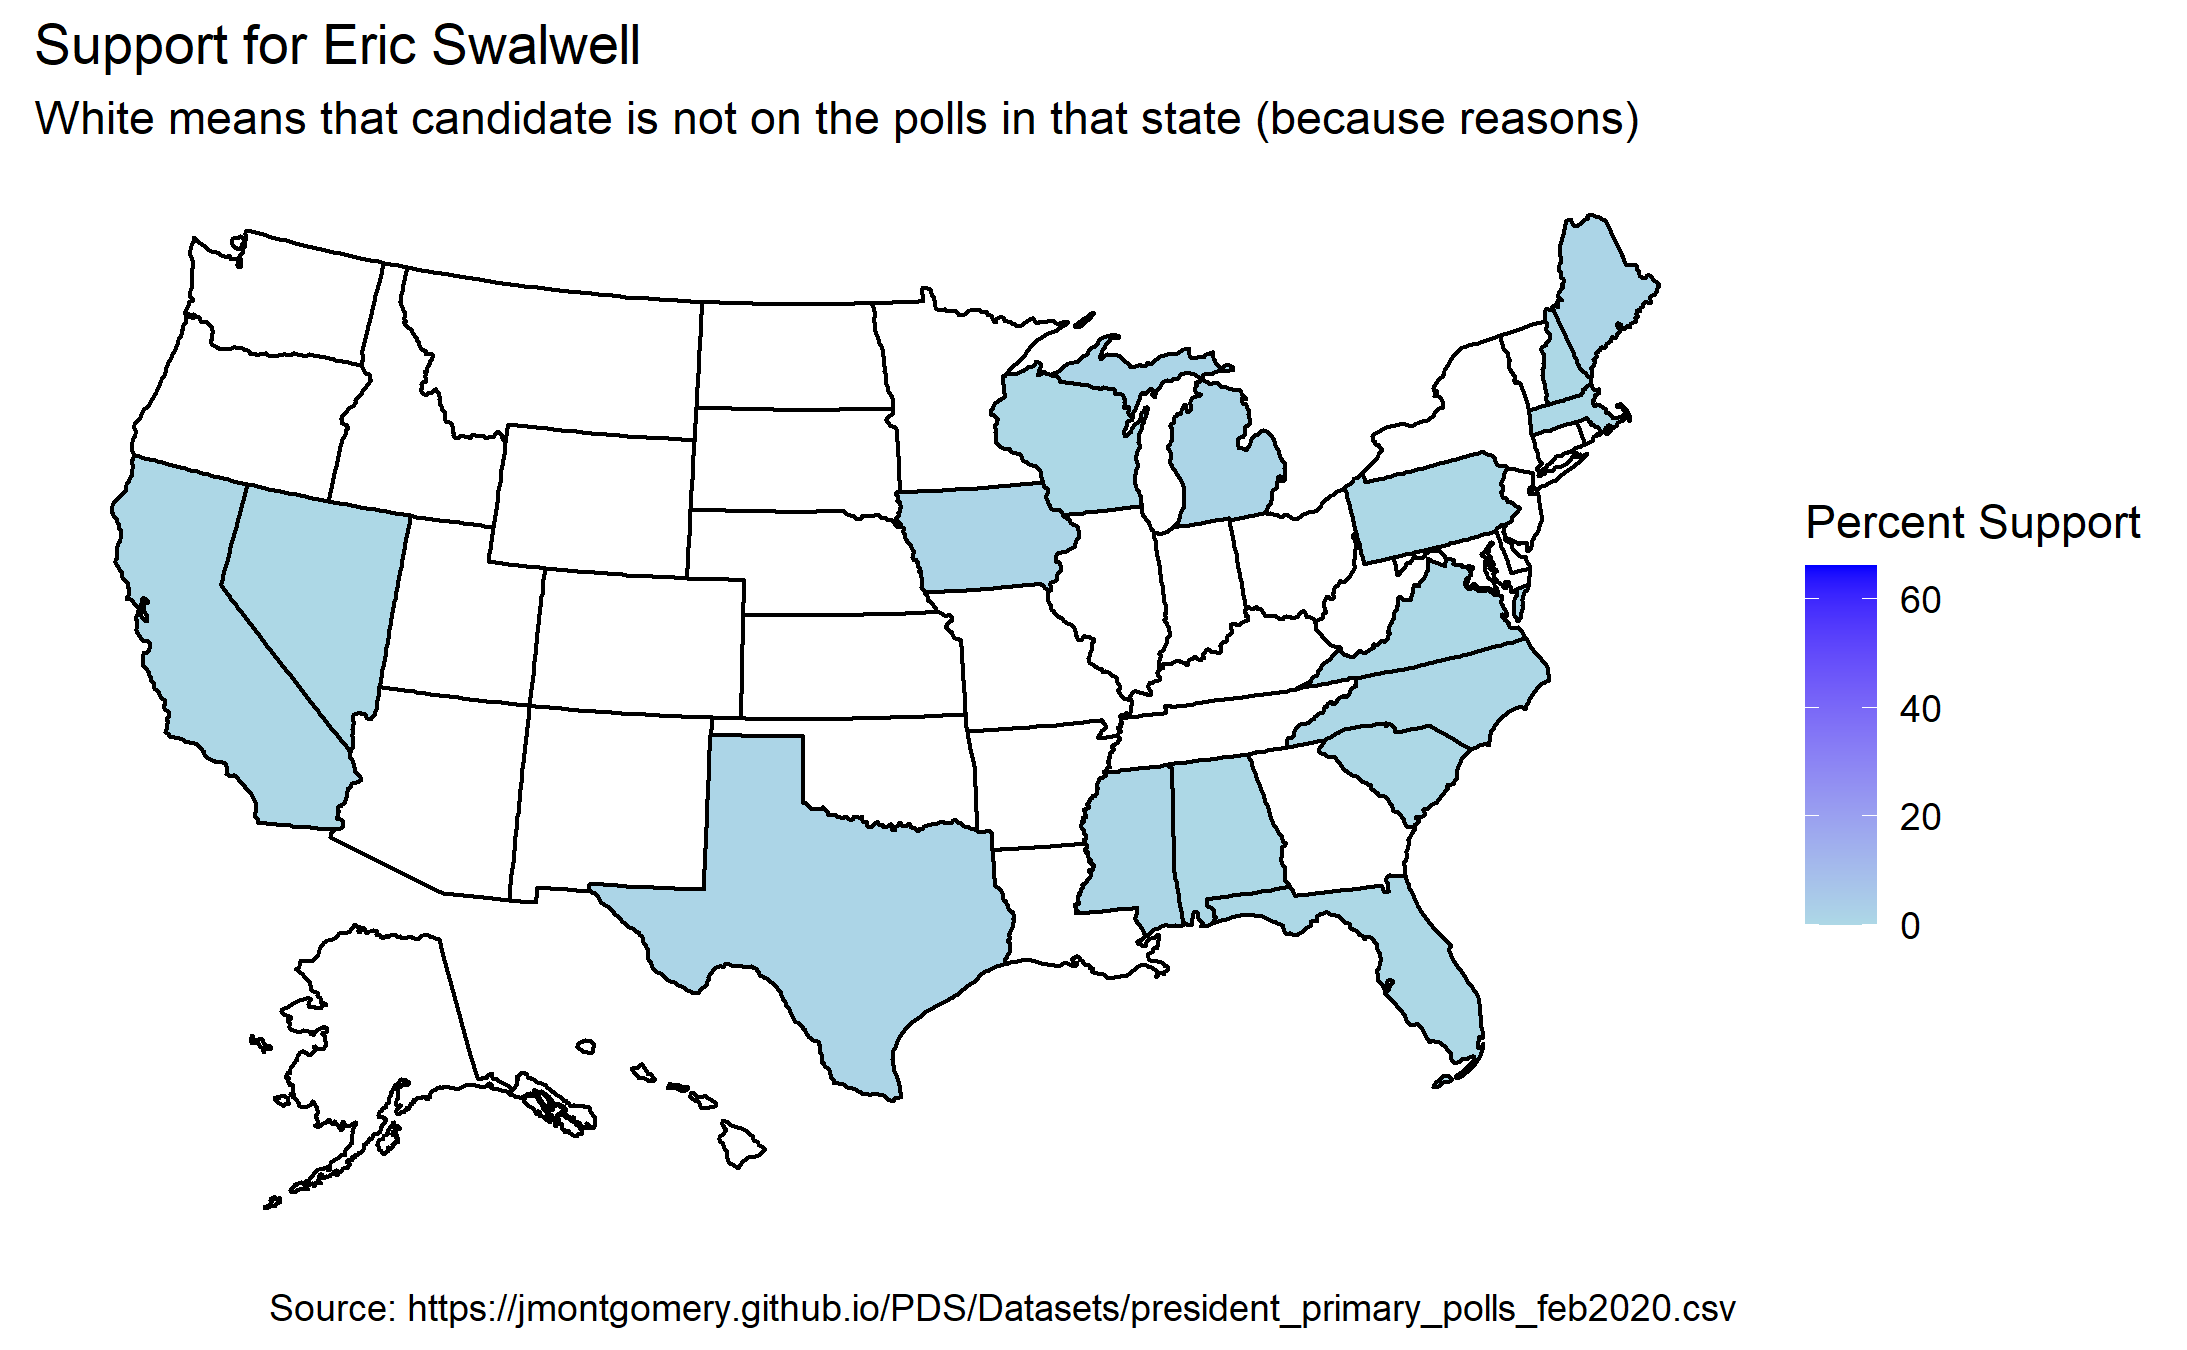 Support for Eric Swalwell
White means that candidate is not on the polls in that state (because reasons)
Percent Support
60
40
20
0
Source: https://jmontgomery.github.io/PDS/Datasets/president_primary_polls_feb2020.csv